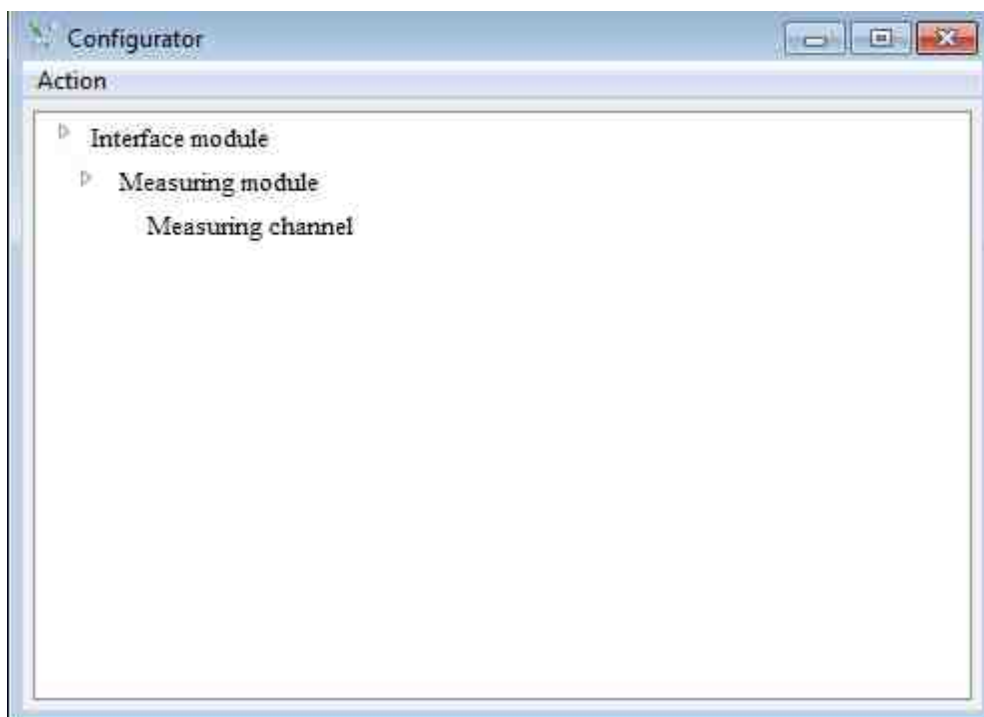 Configurator
Action
Interface module
Measuring module
Measuring channel